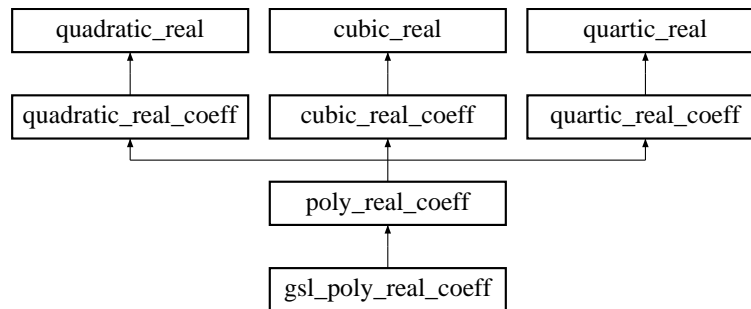 quadratic_real cubic_real quartic_real
quadratic_real_coeff cubic_real_coeff quartic_real_coeff
poly_real_coeff
gsl_poly_real_coeff